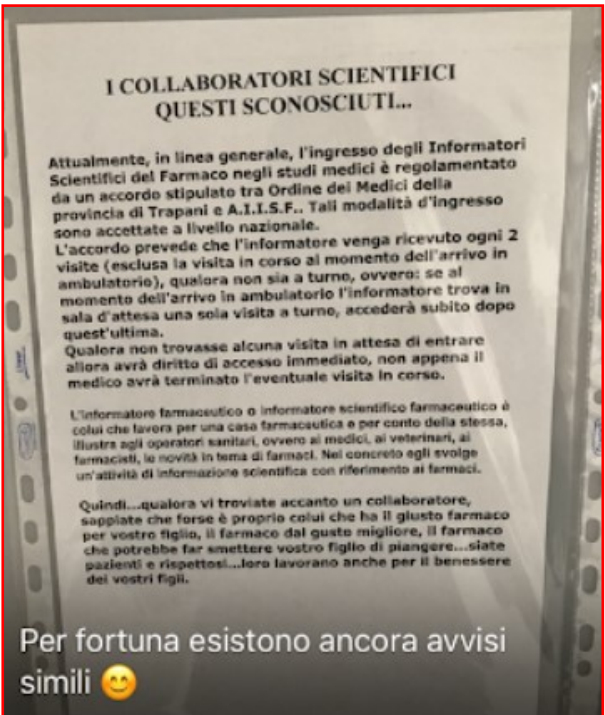 I COLLABORATORI SCIENTIFICI
QUESTI SCONOSCIUTI...
Attualmente, in linea generale, l'ingresso degli Informatori
Scientifici del Farmaco negli studi medici è regolamentato
da un accordo stipulato tra Ordine dei Medici della
provincia di Trapani e A.I.I.S.F.. Tali modalità d'ingresso
sono accettate a livello nazionale.
L'accordo prevede che l'informatore venga ricevuto ogni 2
visite (esclusa la visita in corso al momento dell'arrivo in
ambulatorio), qualora non sia a turno, ovvero: se al
momento dell'arrivo in ambulatorio l'informatore trova in
sala d'attesa una sola visita a turno, accederà subito dopo
quest'ultima.
Qualora non trovasse alcuna visita in attesa di entrare
allora avrà diritto di accesso immediato, non appena il
medico avrà terminato l'eventuale visita in corso.
L'informatore farmaceutico o informatore scientifico farmaceutico è
colui che lavora per una casa farmaceutica e per conto della stessa,
illustra agli operatori sanitari, ovvero ai medici, ai veterinari, ai
farmacisti, le novità in tema di farmaci. Nel concreto egli svolge
un'attività di informazione scientifica con riferimento ai farmaci.
Quindi...qualora vi troviate accanto un collaboratore,
sappiate che forse è proprio colui che ha il giusto farmaco
per vostro figlio, il farmaco dal gusto migliore, il farmaco
che potrebbe far smettere vostro figlio di piangere...siate
pazienti e rispettosi...loro lavorano anche per il benessere
dei vostri figli.
Per fortuna esistono ancora avvisi
simili 😊